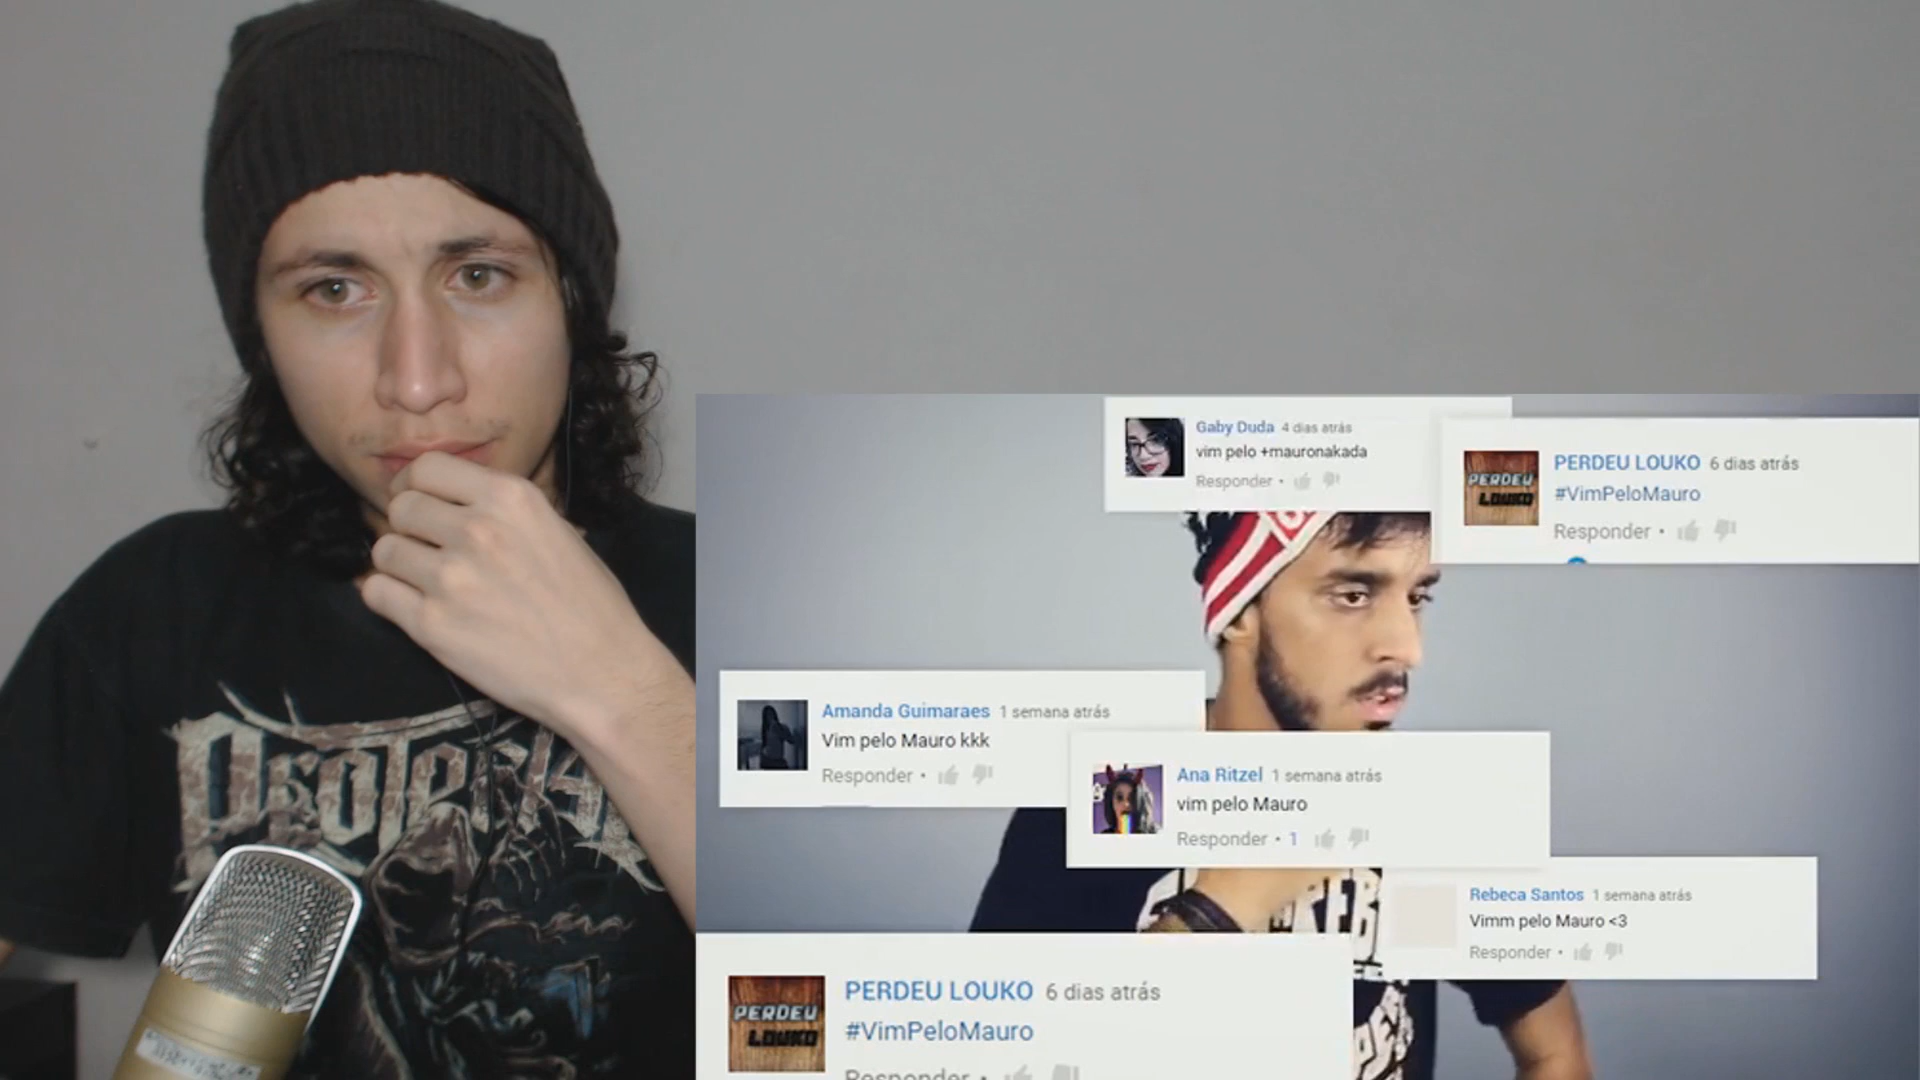 Gaby Duda 4 dias atrás
vim pelo +mauronakada
Responder •
PERDEU LOUKO 6 dias atrás
#VimPeloMauro
Responder •
PERDEU
LOUKO
Amanda Guimaraes 1 semana atrás
Vim pelo Mauro kkk
Responder •
Ana Ritzel 1 semana atrás
vim pelo Mauro
Responder • 1
Rebeca Santos 1 semana atrás
Vimm pelo Mauro <3
Responder •
PERDEU LOUKO 6 dias atrás
#VimPeloMauro
Responder •
PERDEU
LOUKO